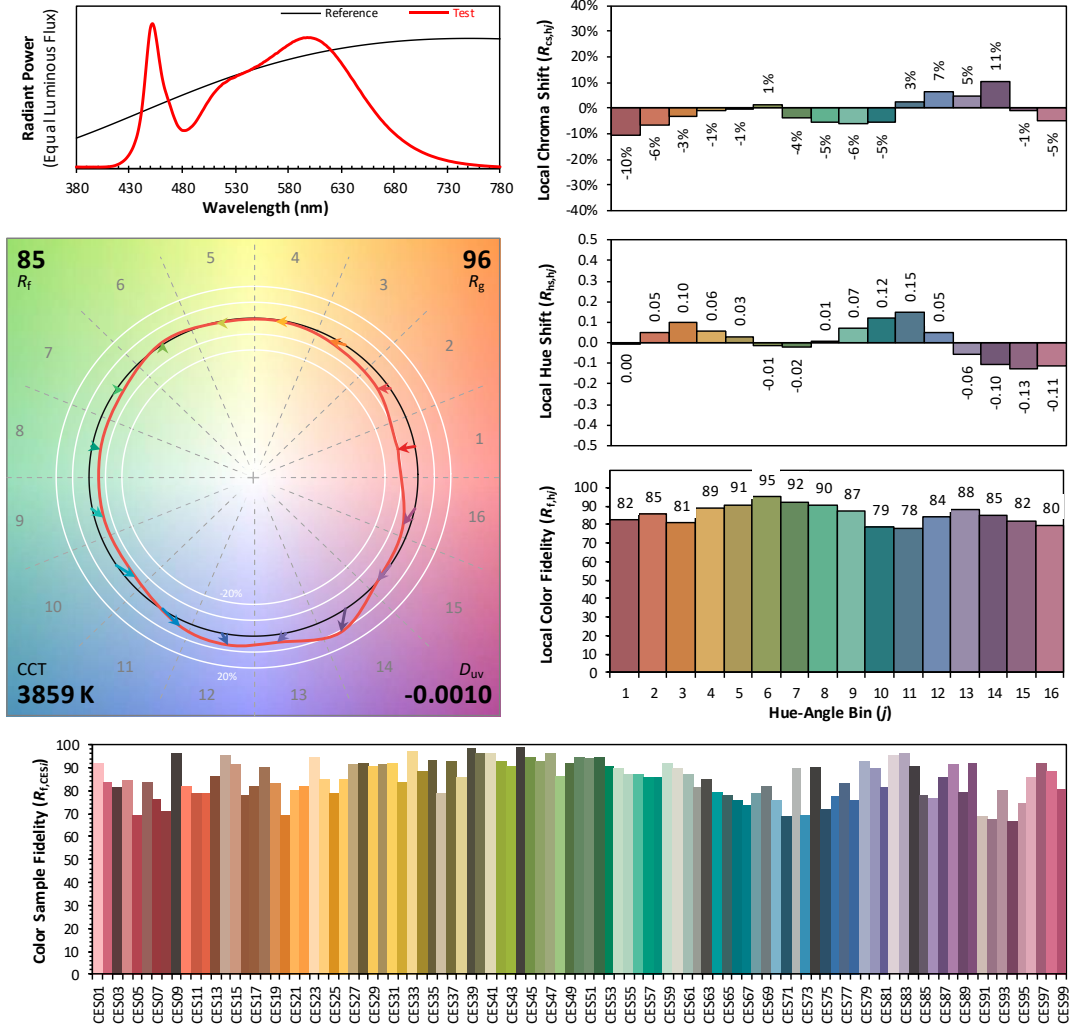 Radiant Power
(Equal Luminous Flux)
Reference
Test
380 430 480 530 580 630 680 730 780
Wavelength (nm)
Local Chroma Shift (Rcs,hj)
40%
30%
20%
10%
0%
-10%
-20%
-30%
-40%
-10% -6% -3% -1% -1% 1% -4% -5% -6% -5% 3% 7% 5% 11% -1% -5%
85
Rf
96
Rg
5 4
6 3
7 2
8 1
9 16
10 15
11 14
12 13
-20%
20%
CCT
3859 K
Duv
-0.0010
Local Hue Shift (Rhs,hj)
0.5
0.4
0.3
0.2
0.1
0.0
-0.1
-0.2
-0.3
-0.4
-0.5
0.00 0.05 0.10 0.06 0.03 -0.01 -0.02 0.01 0.07 0.12 0.15 0.05 -0.06 -0.10 -0.13 -0.11
Local Color Fidelity (Rf,hj)
100
90
80
70
60
50
40
30
20
10
0
82 85 81 89 91 95 92 90 87 79 78 84 88 85 82 80
1 2 3 4 5 6 7 8 9 10 11 12 13 14 15 16
Hue-Angle Bin (j)
Color Sample Fidelity (Rf,CESi)
100
90
80
70
60
50
40
30
20
10
0
CES01 CES03 CES05 CES07 CES09 CES11 CES13 CES15 CES17 CES19 CES21 CES23 CES25 CES27 CES29 CES31 CES33 CES35 CES37 CES39 CES41 CES43 CES45 CES47 CES49 CES51 CES53 CES55 CES57 CES59 CES61 CES63 CES65 CES67 CES69 CES71 CES73 CES75 CES77 CES79 CES81 CES83 CES85 CES87 CES89 CES91 CES93 CES95 CES97 CES99